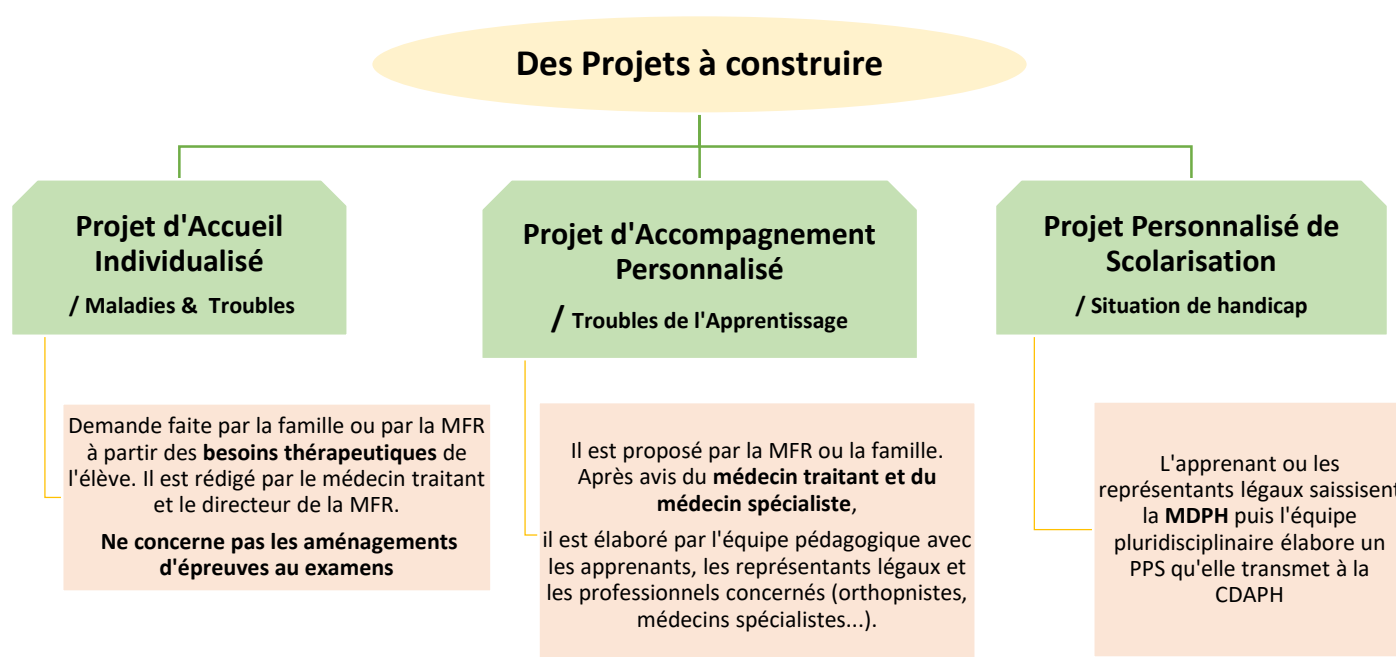 Des Projets à construire
Projet d'Accueil
Individualisé
/ Maladies & Troubles
Demande faite par la famille ou par la MFR
à partir des besoins thérapeutiques de
l'élève. Il est rédigé par le médecin traitant
et le directeur de la MFR.
Ne concerne pas les aménagements
d'épreuves au examens
Projet d'Accompagnement
Personnalisé
/ Troubles de l'Apprentissage
Il est proposé par la MFR ou la famille.
Après avis du médecin traitant et du
médecin spécialiste,
il est élaboré par l'équipe pédagogique avec
les apprenants, les représentants légaux et
les professionnels concernés (orthopnistes,
médecins spécialistes...).
Projet Personnalisé de
Scolarisation
/ Situation de handicap
L'apprenant ou les
représentants légaux saisissent
la MDPH puis l'équipe
pluridisciplinaire élabore un
PPS qu'elle transmet à la
CDAPH